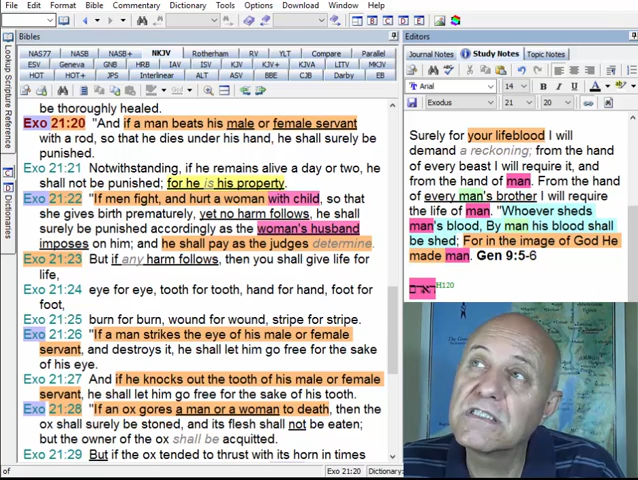 File Edit View Bible Commentary Dictionary Tools Options Download Window Help
Bibles
NAS77 NASB NASB+ NKJV Rotherham RV YLT Compare Parallel
ESV Geneva GNB HRB IAV ISV JPS KJV KJV+ KJVA LITV MKJV
HOT HOT+ JPS Interlinear ALT ASV BBE CJB Darby EB
be thoroughly healed.
Exo 21:20 "And if a man beats his male or female servant
with a rod, so that he dies under his hand, he shall surely be
punished.
Exo 21:21 Notwithstanding, if he remains alive a day or two, he
shall not be punished; for he is his property.
Exo 21:22 "If men fight, and hurt a woman with child, so that
she gives birth prematurely, yet no harm follows, he shall
surely be punished accordingly as the woman's husband
imposes on him; and he shall pay as the judges determine.
Exo 21:23 But if any harm follows, then you shall give life for
life,
Exo 21:24 eye for eye, tooth for tooth, hand for hand, foot for
foot,
Exo 21:25 burn for burn, wound for wound, stripe for stripe.
Exo 21:26 "If a man strikes the eye of his male or female
servant, and destroys it, he shall let him go free for the sake
of his eye.
Exo 21:27 And if he knocks out the tooth of his male or female
servant, he shall let him go free for the sake of his tooth.
Exo 21:28 "If an ox gores a man or a woman to death, then the
ox shall surely be stoned, and its flesh shall not be eaten;
but the owner of the ox shall be acquitted.
Exo 21:29 But if the ox tended to thrust with its horn in times
of
Exo 21:20
Dictionary:
Lookup Scripture Reference
Dictionaries
Editors
Journal Notes Study Notes Topic Notes
Arial 14 B I U
Exodus 21 20
Surely for your lifeblood I will
demand a reckoning; from the hand
of every beast I will require it, and
from the hand of man. From the hand
of every man's brother I will require
the life of man. "Whoever sheds
man's blood, By man his blood shall
be shed; For in the image of God He
made man. Gen 9:5-6
האדם H120